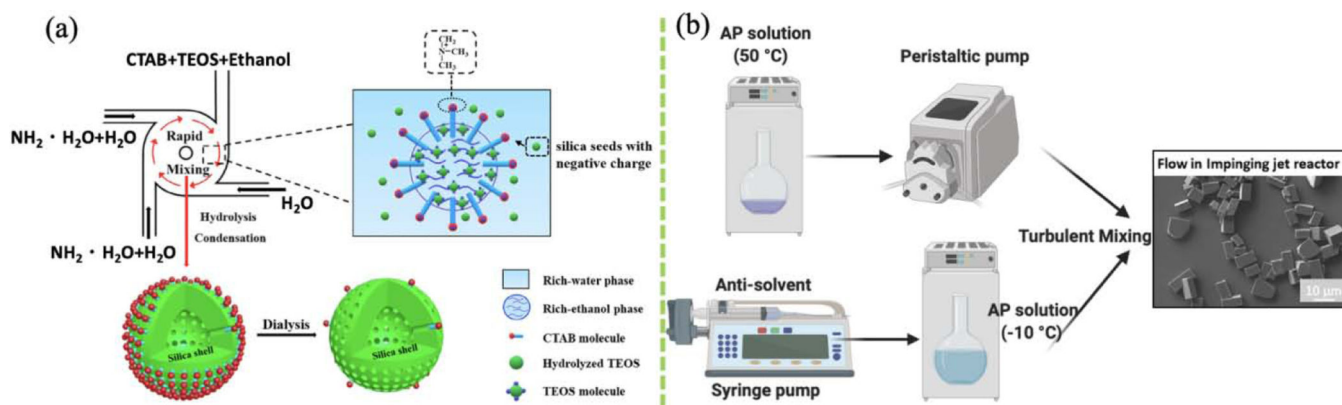 (a)
CTAB+TEOS+Ethanol
NH₂ · H₂O+H₂O
Rapid
Mixing
H₂O
NH₂ · H₂O+H₂O
Hydrolysis
Condensation
CH₃
N—CH₃
CH₃
silica seeds with
negative charge
Silica shell
Dialysis
Silica shell
Rich-water phase
Rich-ethanol phase
CTAB molecule
Hydrolyzed TEOS
TEOS molecule
(b)
AP solution
(50 °C)
Peristaltic pump
Anti-solvent
Syringe pump
AP solution
(-10 °C)
Turbulent Mixing
Flow in Impinging jet reactor
10 μm